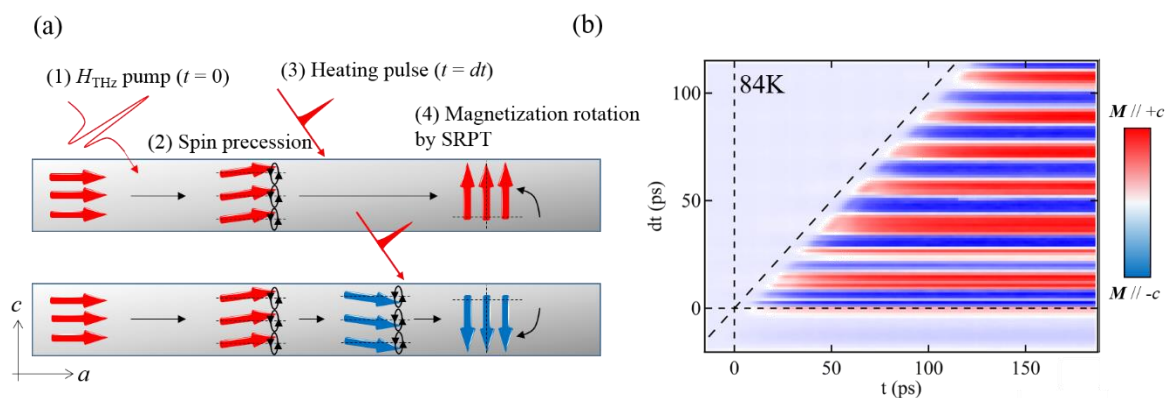 (a)
(1) H_THz pump (t = 0)
(2) Spin precession
(3) Heating pulse (t = dt)
(4) Magnetization rotation
by SRPT
c
a
(b)
84K
100
50
0
dt (ps)
0
50
100
150
t (ps)
M // +c
M // -c